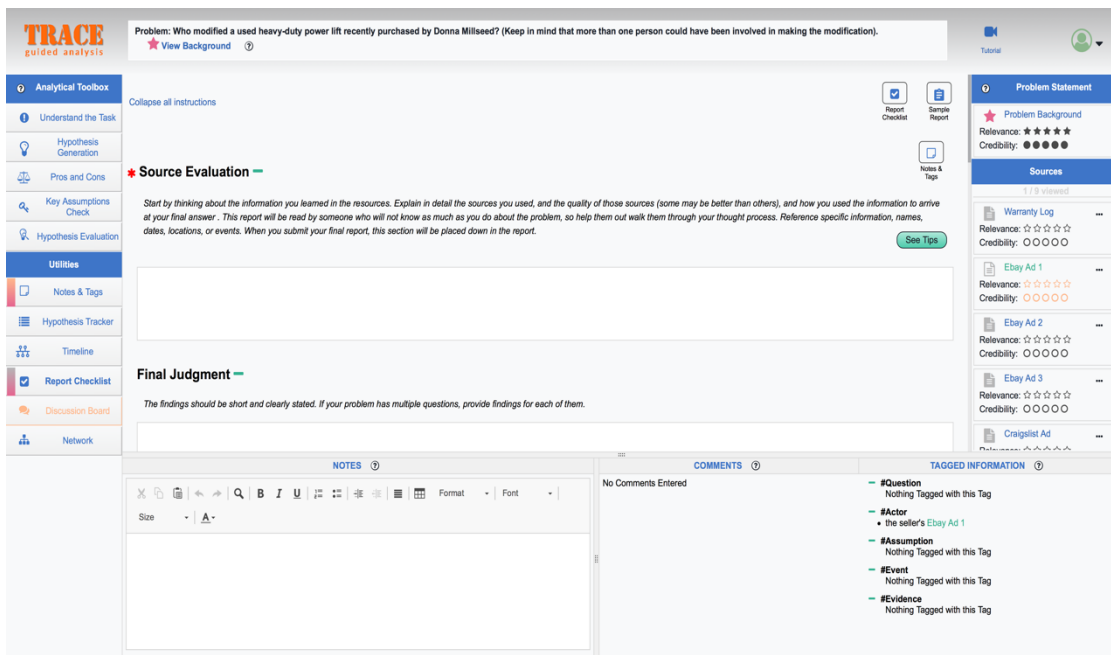 TRACE
guided analysis
Problem: Who modified a used heavy-duty power lift recently purchased by Donna Millseed? (Keep in mind that more than one person could have been involved in making the modification).
View Background
Tutorial
Analytical Toolbox
Understand the Task
Hypothesis
Generation
Pros and Cons
Key Assumptions
Check
Hypothesis Evaluation
Utilities
Notes & Tags
Hypothesis Tracker
Timeline
Report Checklist
Discussion Board
Network
Collapse all instructions
Report
Checklist
Sample
Report
Notes &
Tags
* Source Evaluation
Start by thinking about the information you learned in the resources. Explain in detail the sources you used, and the quality of those sources (some may be better than others), and how you used the information to arrive
at your final answer . This report will be read by someone who will not know as much as you do about the problem, so help them out walk them through your thought process. Reference specific information, names,
dates, locations, or events. When you submit your final report, this section will be placed down in the report.
See Tips
Final Judgment
The findings should be short and clearly stated. If your problem has multiple questions, provide findings for each of them.
Problem Statement
Problem Background
Relevance:
Credibility:
Sources
1 / 9 viewed
Warranty Log
Relevance:
Credibility:
Ebay Ad 1
Relevance:
Credibility:
Ebay Ad 2
Relevance:
Credibility:
Ebay Ad 3
Relevance:
Credibility:
Craigslist Ad
NOTES
B I U Format Font
Size A
COMMENTS
No Comments Entered
TAGGED INFORMATION
#Question
Nothing Tagged with this Tag
#Actor
• the seller's Ebay Ad 1
#Assumption
Nothing Tagged with this Tag
#Event
Nothing Tagged with this Tag
#Evidence
Nothing Tagged with this Tag